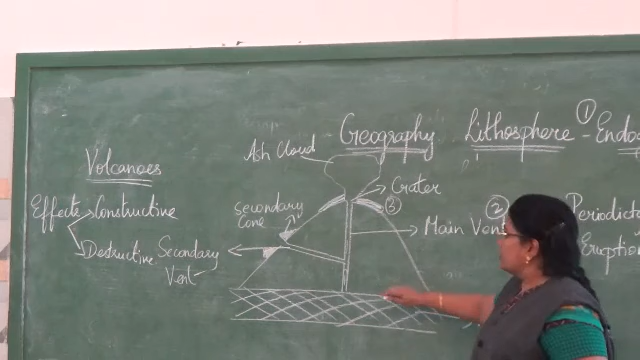 Geography
Lithosphere - Endo
①
Volcanoes
Effects
Constructive
Destructive
Ash Cloud
Crater
③
Secondary
Cone
Main Vent
②
Secondary
Vent
Periodicit
Eruption